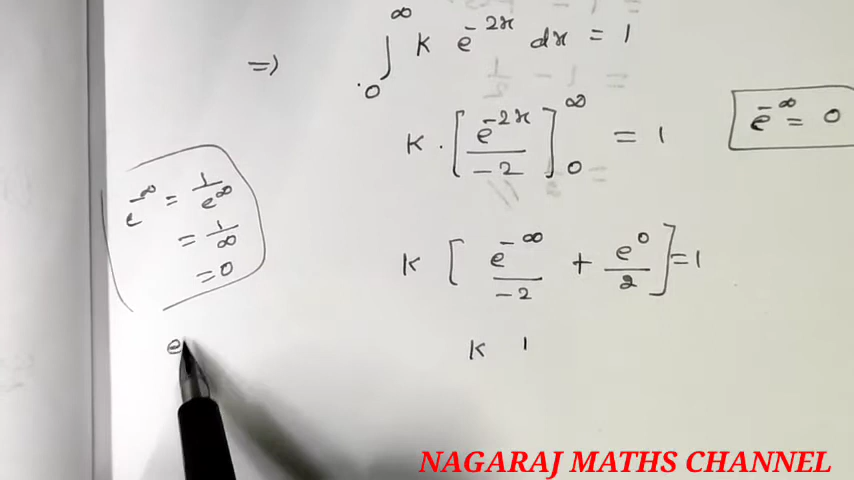 => ∫₀^∞ k e^{-2x} dx = 1
k · [e^{-2x}/-2]₀^∞ = 1
e^{-∞} = 0
e^{-∞} = 1/e^∞
= 1/∞
= 0
k [e^{-∞}/-2 + e^0/2] = 1
k 1
e
NAGARAJ MATHS CHANNEL